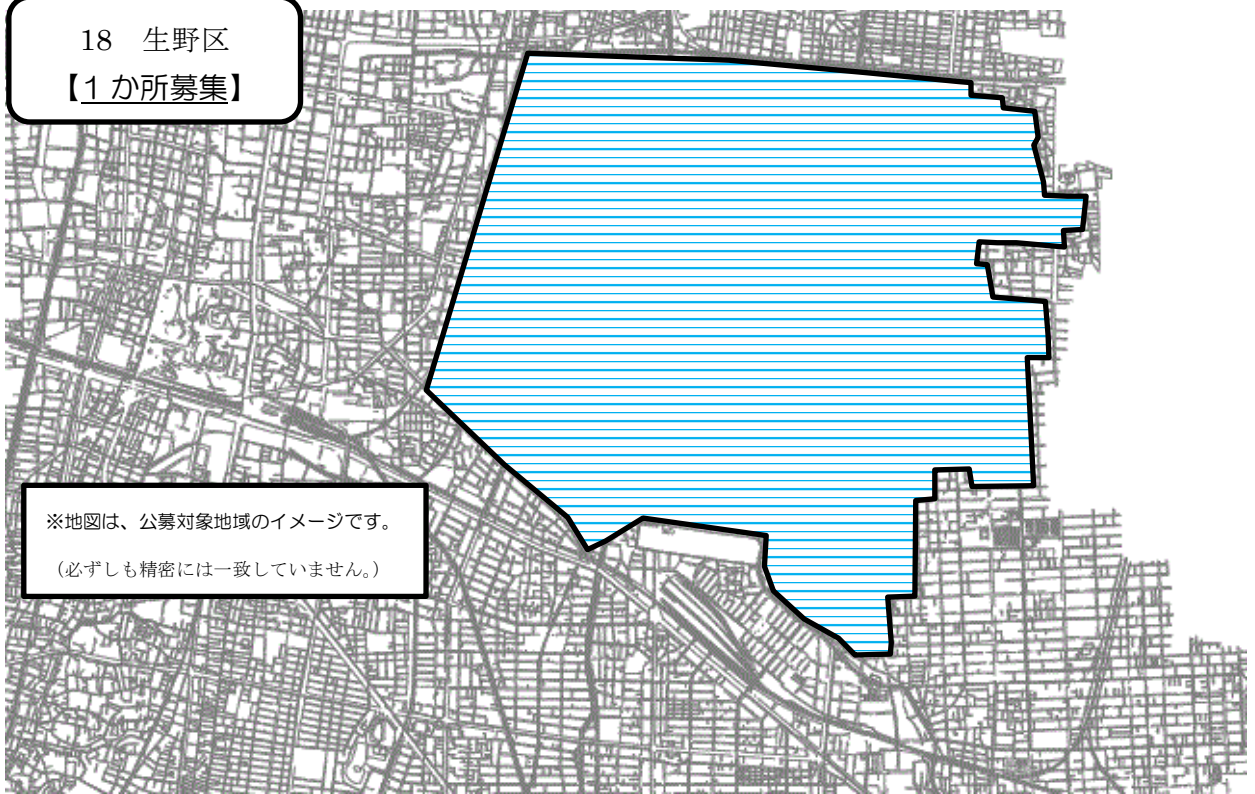 18　生野区
【1 か所募集】
※地図は、公募対象地域のイメージです。
（必ずしも精密には一致していません。）